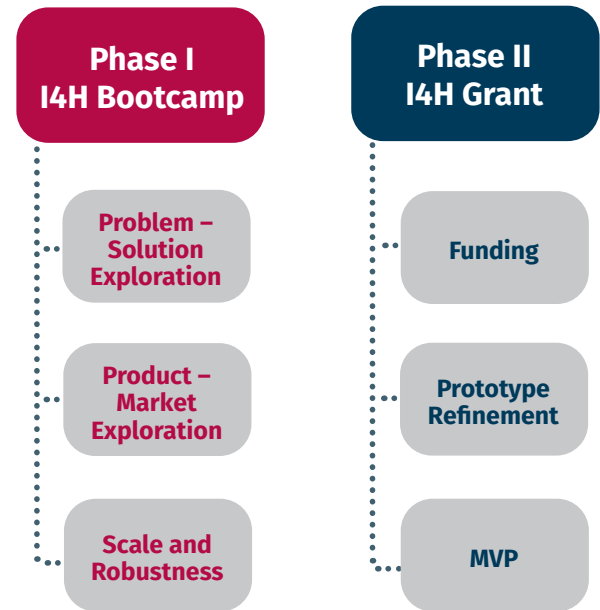 Phase I
I4H Bootcamp
Problem –
Solution
Exploration
Product –
Market
Exploration
Scale and
Robustness
Phase II
I4H Grant
Funding
Prototype
Refinement
MVP